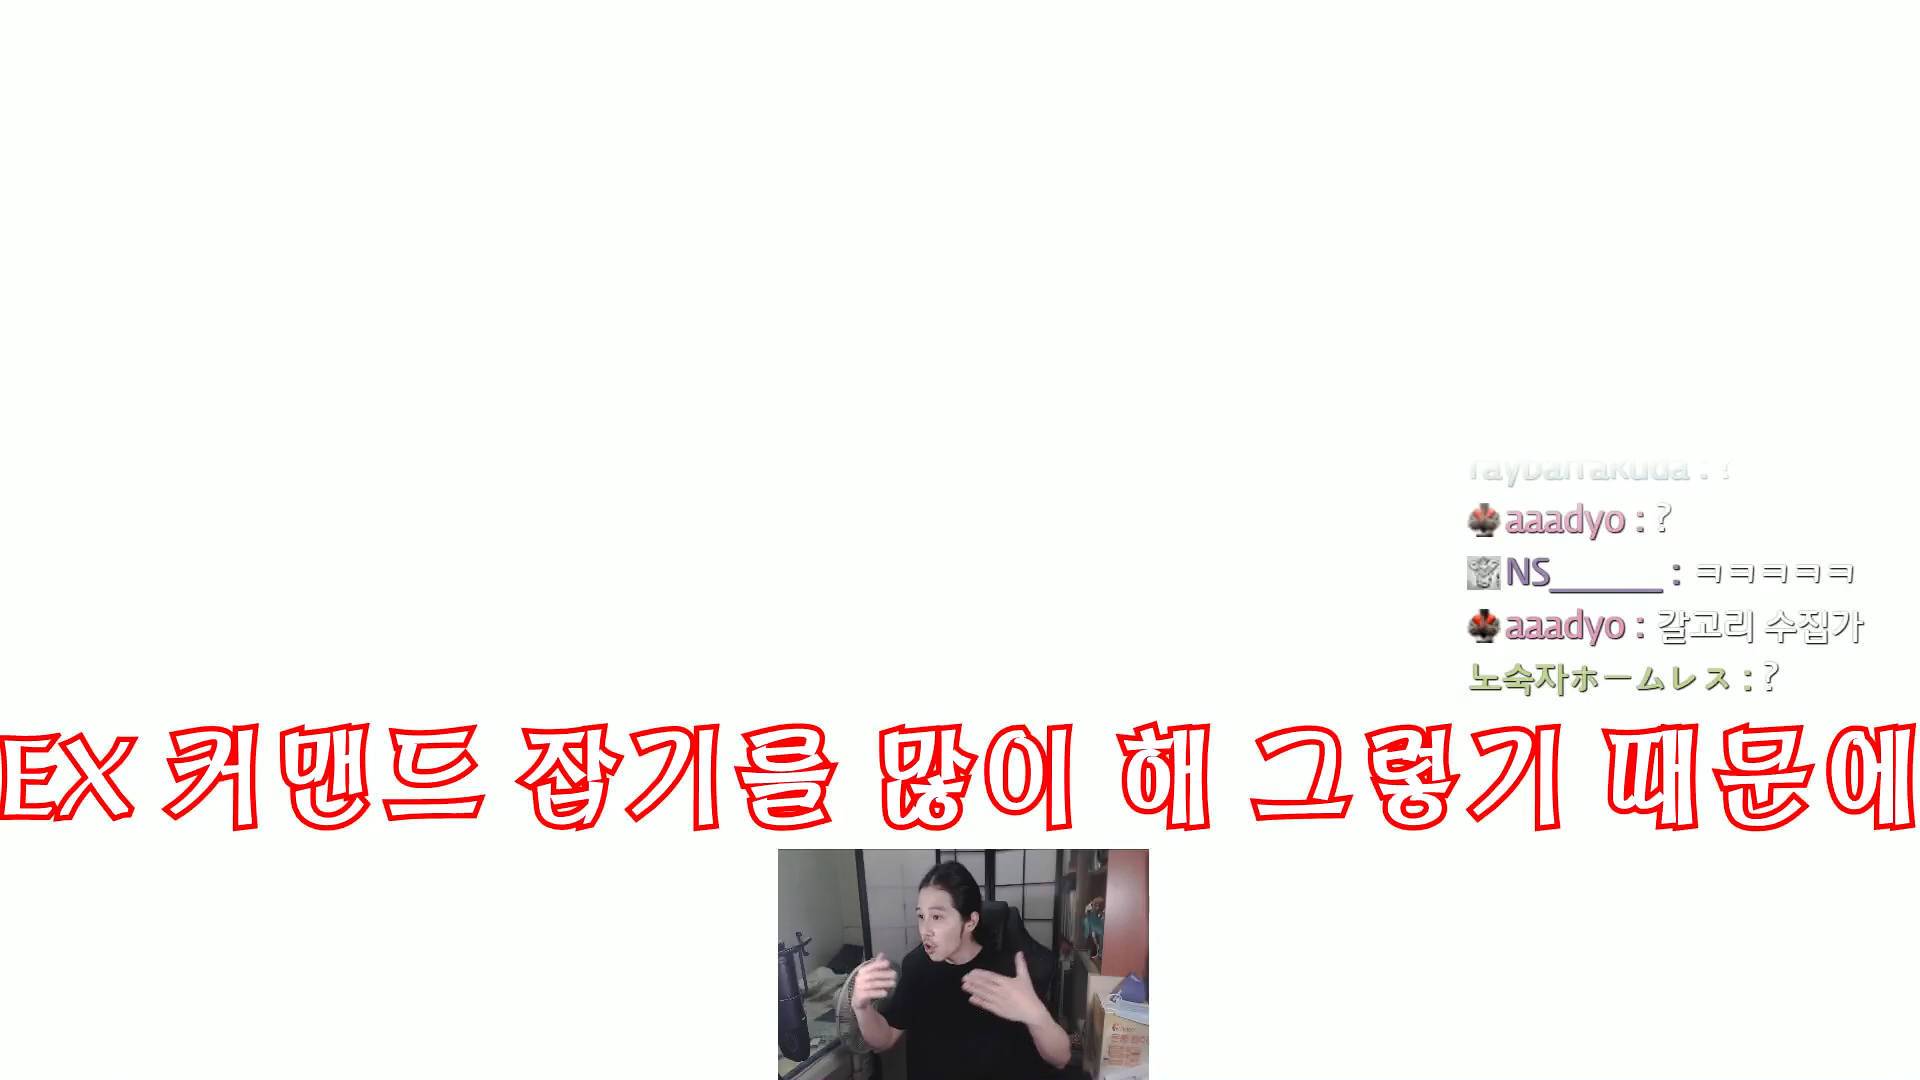 raybarrakuda : ?
aaadyo : ?
NS______ : ㅋㅋㅋㅋㅋ
aaadyo : 갈고리 수집가
노숙자ホームレス : ?
EX 커맨드 잡기를 많이 해 그렇기 때문에